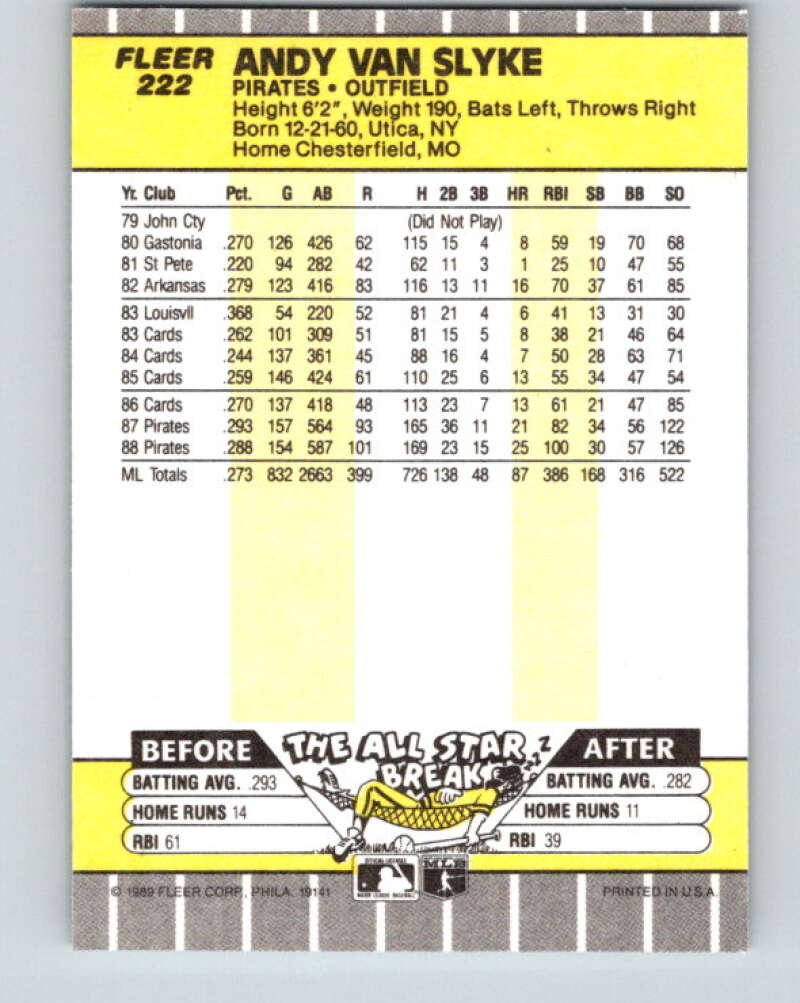 FLEER
222
ANDY VAN SLYKE
PIRATES • OUTFIELD
Height 6'2", Weight 190, Bats Left, Throws Right
Born 12-21-60, Utica, NY
Home Chesterfield, MO
Yr. Club Pct. G AB R H 2B 3B HR RBI SB BB SO
79 John Cty (Did Not Play)
80 Gastonia .270 126 426 62 115 15 4 8 59 19 70 68
81 St Pete .220 94 282 42 62 11 3 1 25 10 47 55
82 Arkansas .279 123 416 83 116 13 11 16 70 37 61 85
83 Louisvll .368 54 220 52 81 21 4 6 41 13 31 30
83 Cards .262 101 309 51 81 15 5 8 38 21 46 64
84 Cards .244 137 361 45 88 16 4 7 50 28 63 71
85 Cards .259 146 424 61 110 25 6 13 55 34 47 54
86 Cards .270 137 418 48 113 23 7 13 61 21 47 85
87 Pirates .293 157 564 93 165 36 11 21 82 34 56 122
88 Pirates .288 154 587 101 169 23 15 25 100 30 57 126
ML Totals .273 832 2663 399 726 138 48 87 386 168 316 522
BEFORE THE ALL STAR BREAK ZZZ AFTER
BATTING AVG. .293 BATTING AVG. .282
HOME RUNS 14 HOME RUNS 11
RBI 61 RBI 39
OFFICIAL LICENSEE
MAJOR LEAGUE BASEBALL
MLB
© 1989 FLEER CORP., PHILA. 19141 PRINTED IN U.S.A.